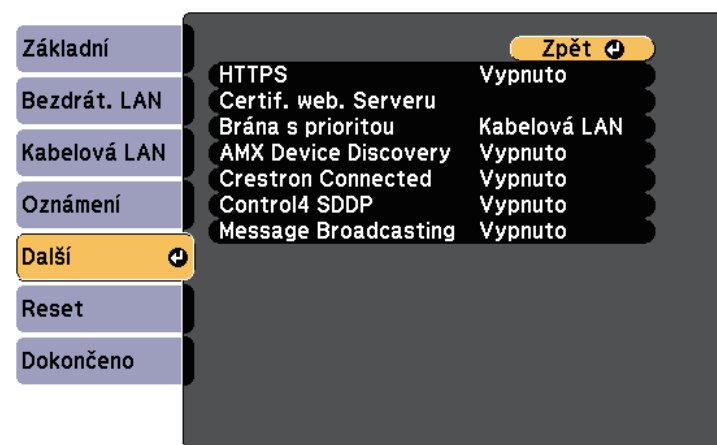 Základní
Bezdrát. LAN
Kabelová LAN
Oznámení
Další
Reset
Dokončeno
Zpět
HTTPS Vypnuto
Certif. web. Serveru
Brána s prioritou Kabelová LAN
AMX Device Discovery Vypnuto
Crestron Connected Vypnuto
Control4 SDDP Vypnuto
Message Broadcasting Vypnuto